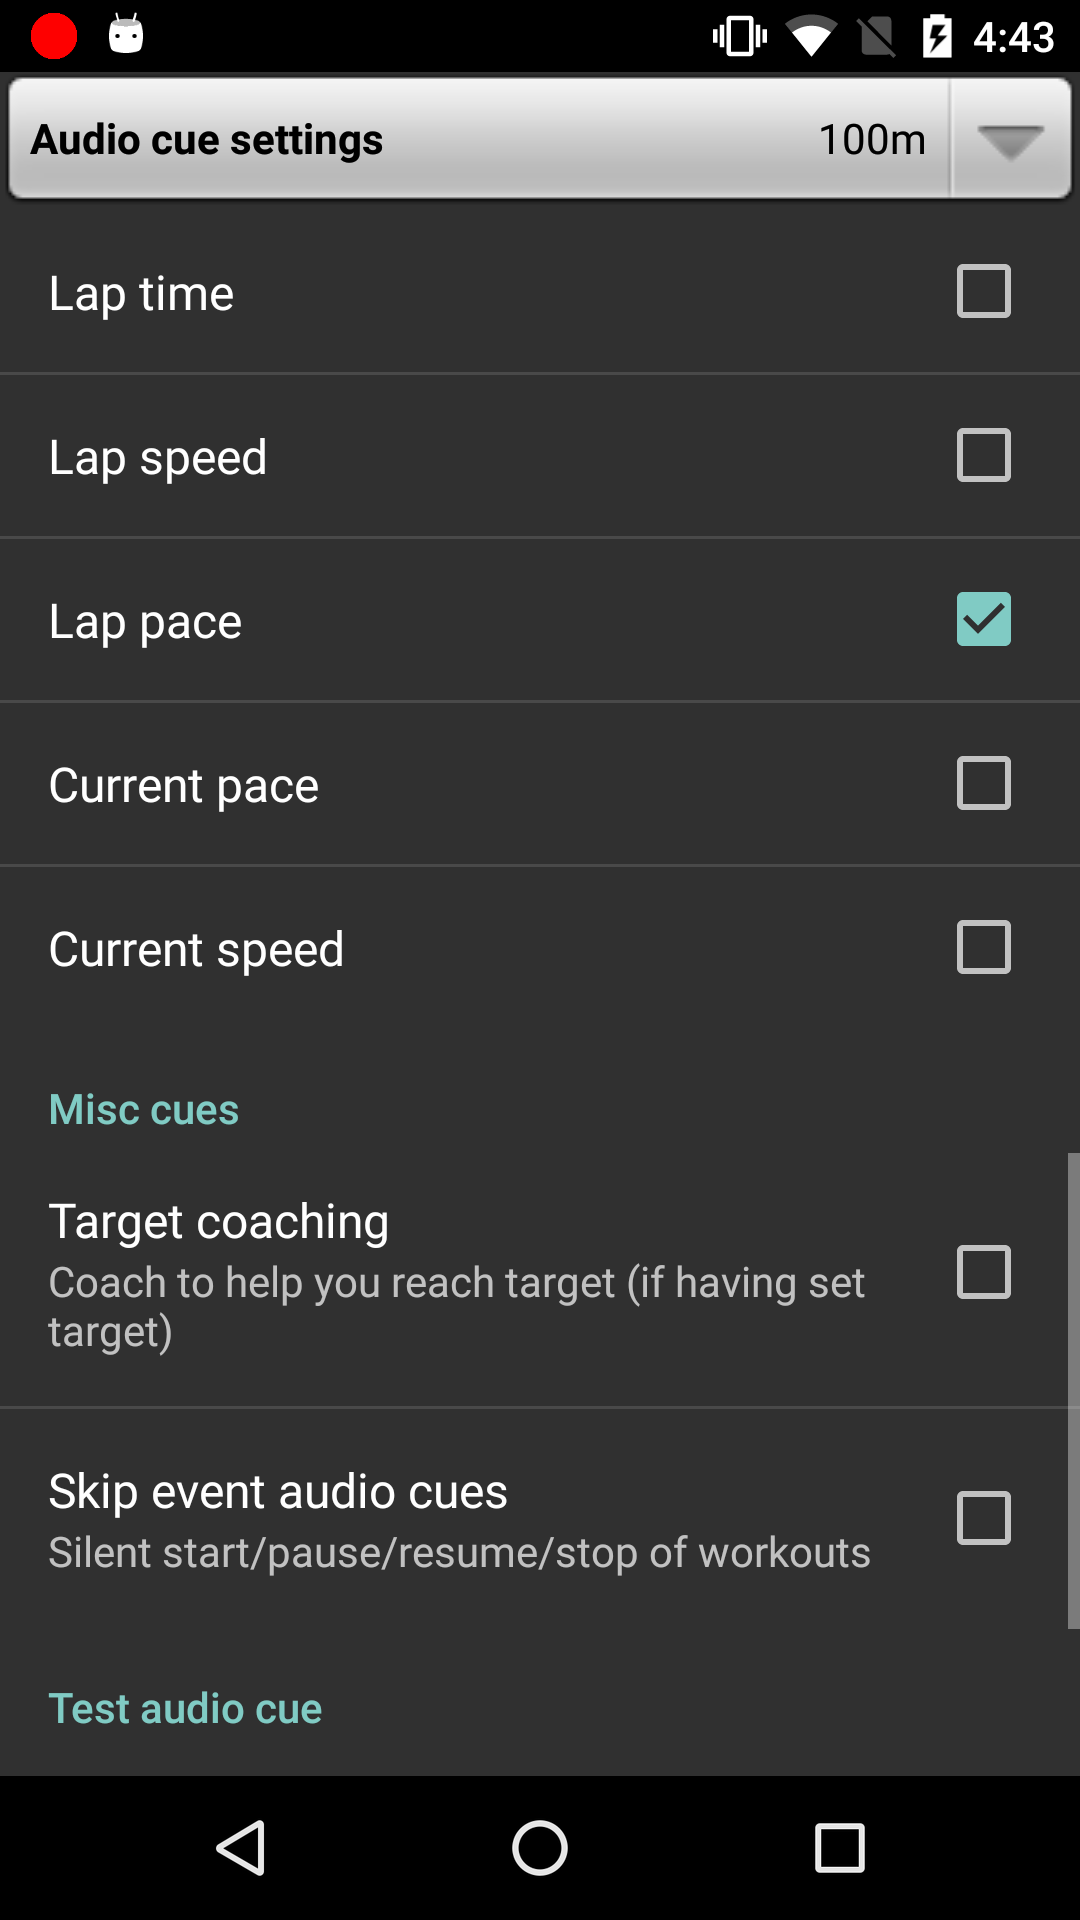 4:43
Audio cue settings 100m
Lap time
Lap speed
Lap pace
Current pace
Current speed
Misc cues
Target coaching
Coach to help you reach target (if having set
target)
Skip event audio cues
Silent start/pause/resume/stop of workouts
Test audio cue